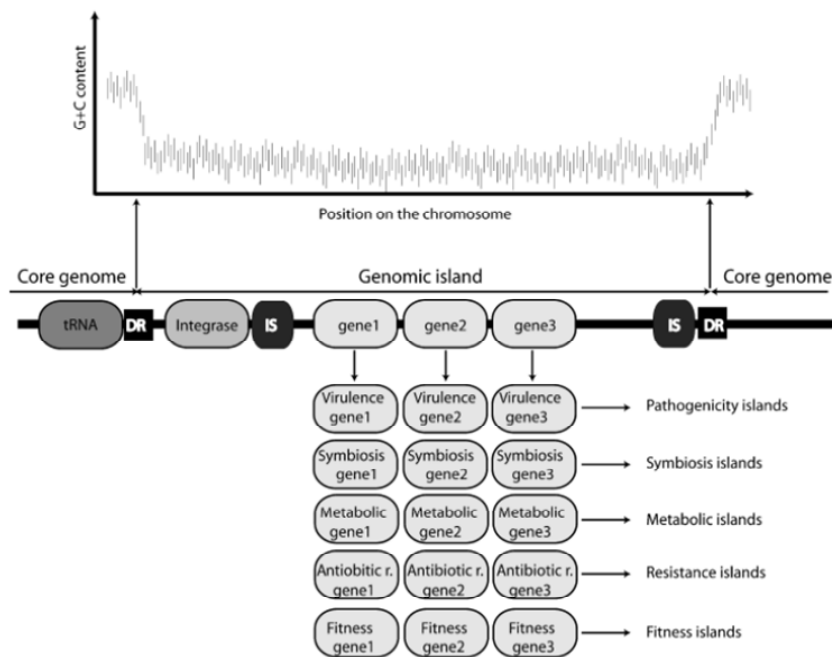 G+C content
Position on the chromosome
Core genome
Genomic island
Core genome
tRNA
DR
Integrase
IS
gene1
gene2
gene3
IS
DR
Virulence
gene1
Virulence
gene2
Virulence
gene3
Pathogenicity islands
Symbiosis
gene1
Symbiosis
gene2
Symbiosis
gene3
Symbiosis islands
Metabolic
gene1
Metabolic
gene2
Metabolic
gene3
Metabolic islands
Antiobitic r.
gene1
Antibiotic r.
gene2
Antibiotic r.
gene3
Resistance islands
Fitness
gene1
Fitness
gene2
Fitness
gene3
Fitness islands